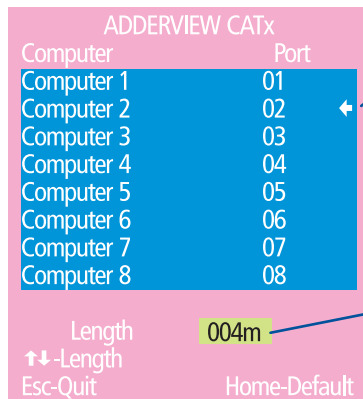 ADDERVIEW CATx
Computer Port
Computer 1 01
Computer 2 02 ←
Computer 3 03
Computer 4 04
Computer 5 05
Computer 6 06
Computer 7 07
Computer 8 08
Length 004m
↑↓-Length
Esc-Quit Home-Default